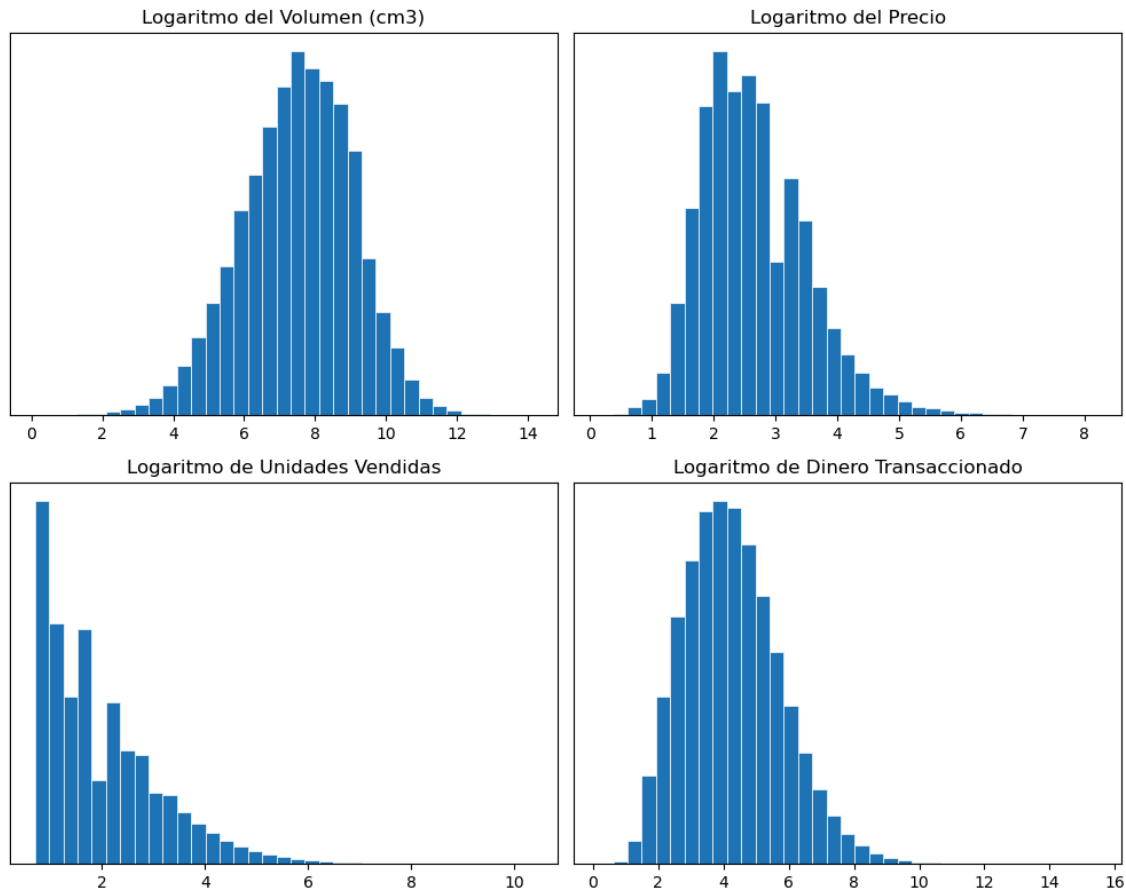 Logaritmo del Volumen (cm3)
Logaritmo del Precio
0 2 4 6 8 10 12 14
0 1 2 3 4 5 6 7 8
Logaritmo de Unidades Vendidas
Logaritmo de Dinero Transaccionado
2 4 6 8 10
0 2 4 6 8 10 12 14 16